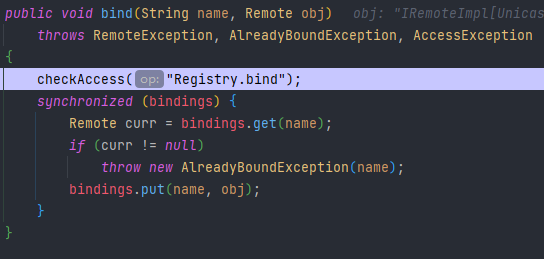 public void bind(String name, Remote obj)   obj: "IRemoteImpl[Unicas
    throws RemoteException, AlreadyBoundException, AccessException
{
    checkAccess( op: "Registry.bind");
    synchronized (bindings) {
        Remote curr = bindings.get(name);
        if (curr != null)
            throw new AlreadyBoundException(name);
        bindings.put(name, obj);
    }
}